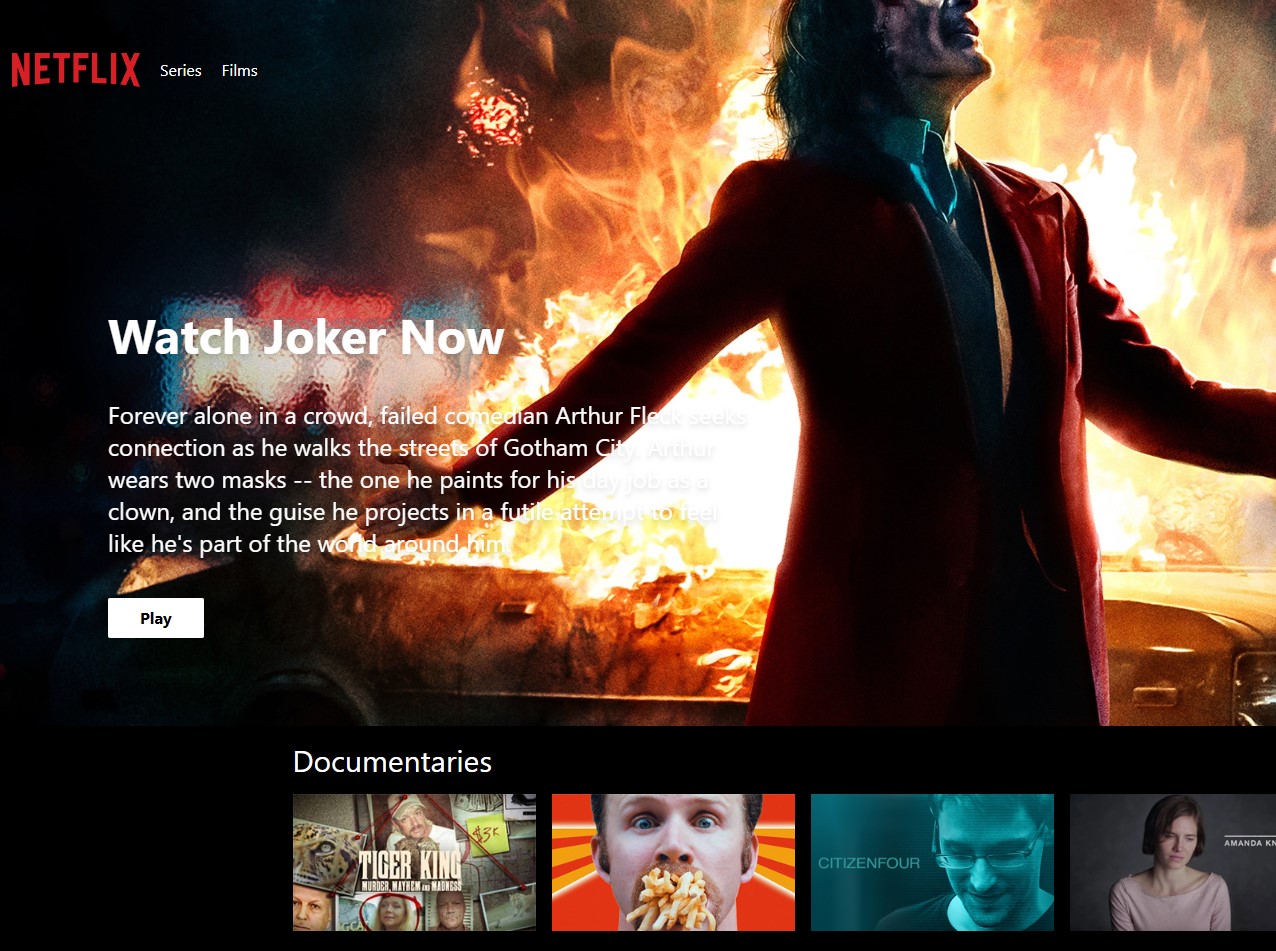 NETFLIX
Series
Films
Watch Joker Now
Forever alone in a crowd, failed comedian Arthur Fleck seeks
connection as he walks the streets of Gotham City. Arthur
wears two masks -- the one he paints for his day job as a
clown, and the guise he projects in a futile attempt to feel
like he's part of the world around him.
Play
Documentaries
TIGER KING
MURDER, MAYHEM AND MADNESS
$3K
CITIZENFOUR
AMANDA KN